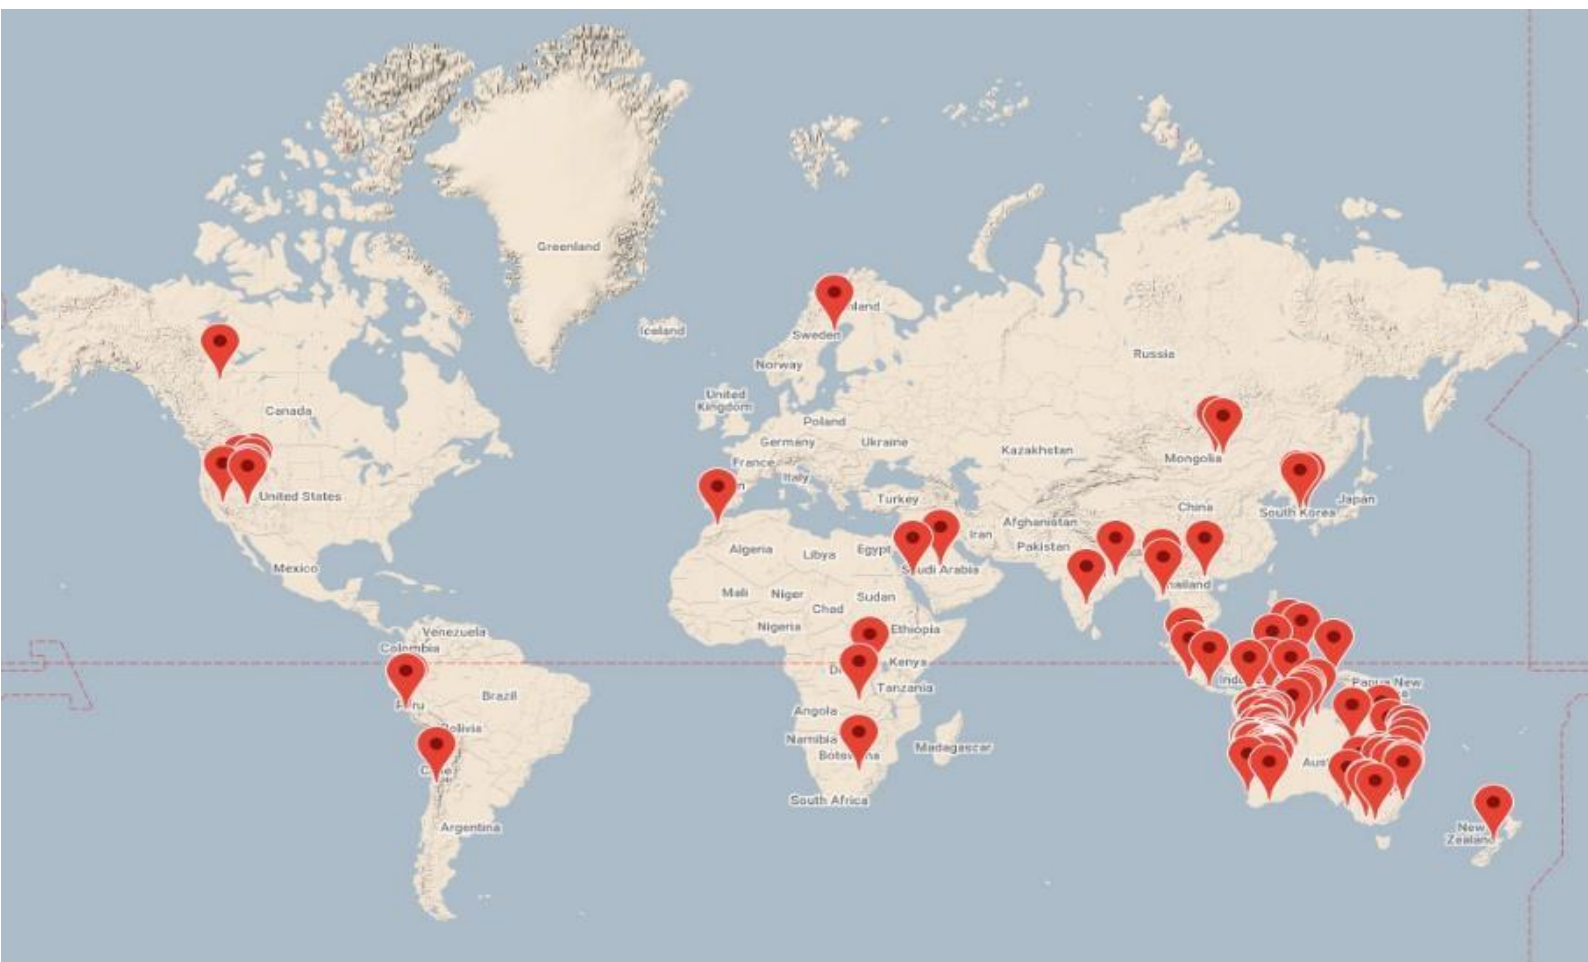 Greenland
Iceland
Sweden
Norway
Russia
United
Kingdom
Canada
Poland
Germany
Ukraine
France
Kazakhstan
Mongolia
Italy
United States
Turkey
Japan
China
South Korea
Afghanistan
Iran
Pakistan
Algeria
Libya
Egypt
Mexico
Mali
Niger
Sudan
Chad
Nigeria
Ethiopia
Venezuela
Colombia
Kenya
Tanzania
Brazil
Angola
Namibia
Madagascar
South Africa
Argentina
New
Zealand